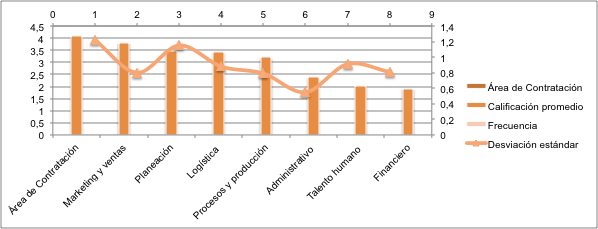 0 1 2 3 4 5 6 7 8 9
4,5 1,4
4 1,2
3,5 1
3 0,8
2,5 0,6
2 0,4
1,5 0,2
1 0
0,5
0
Área de Contratación
Marketing y ventas
Planeación
Logística
Procesos y producción
Administrativo
Talento humano
Financiero
Área de Contratación
Calificación promedio
Frecuencia
Desviación estándar